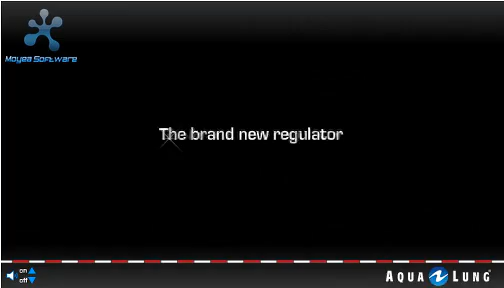 Moyea Software
The brand new regulator
on
off
AQUA LUNG